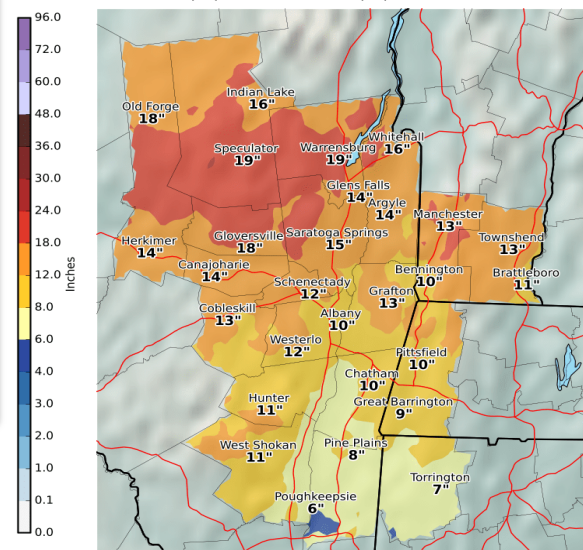 96.0
72.0
60.0
48.0
36.0
30.0
24.0
18.0
12.0
8.0
6.0
4.0
3.0
2.0
1.0
0.1
0.0
Inches
Indian Lake
16"
Old Forge
18"
Speculator
19"
Warrensburg
19"
Whitehall
16"
Glens Falls
14"
Argyle
14"
Manchester
13"
Herkimer
14"
Gloversville
18"
Saratoga Springs
15"
Townshend
13"
Canajoharie
14"
Schenectady
12"
Bennington
10"
Brattleboro
11"
Grafton
13"
Cobleskill
13"
Albany
10"
Westerlo
12"
Pittsfield
10"
Chatham
10"
Hunter
11"
Great Barrington
9"
West Shokan
11"
Pine Plains
8"
Torrington
7"
Poughkeepsie
6"